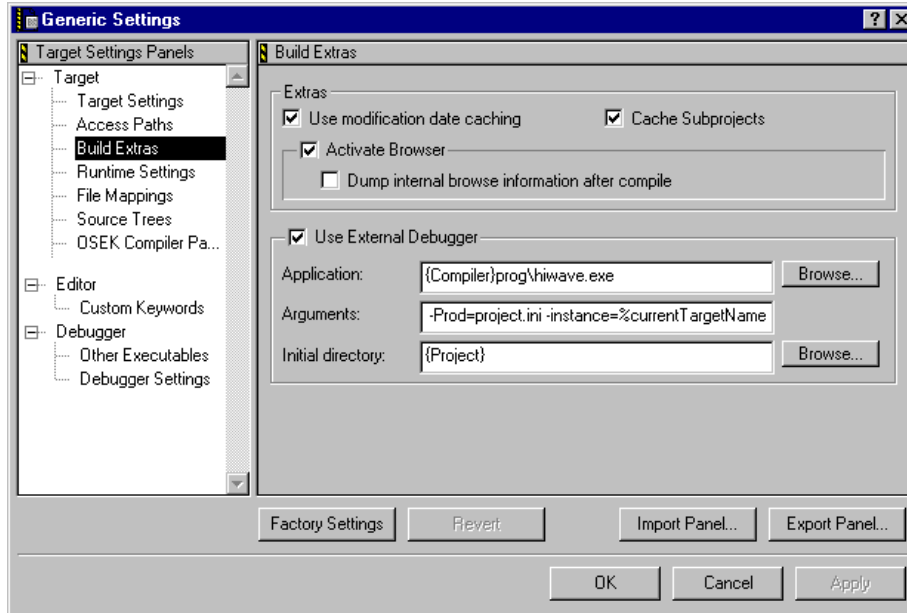 Generic Settings
Target Settings Panels
Target
Target Settings
Access Paths
Build Extras
Runtime Settings
File Mappings
Source Trees
OSEK Compiler Pa...
Editor
Custom Keywords
Debugger
Other Executables
Debugger Settings
Build Extras
Extras
Use modification date caching Cache Subprojects
Activate Browser
Dump internal browse information after compile
Use External Debugger
Application: {Compiler}prog\hiwave.exe Browse...
Arguments: -Prod=project.ini -instance=%currentTargetName
Initial directory: {Project} Browse...
Factory Settings Revert Import Panel... Export Panel...
OK Cancel Apply